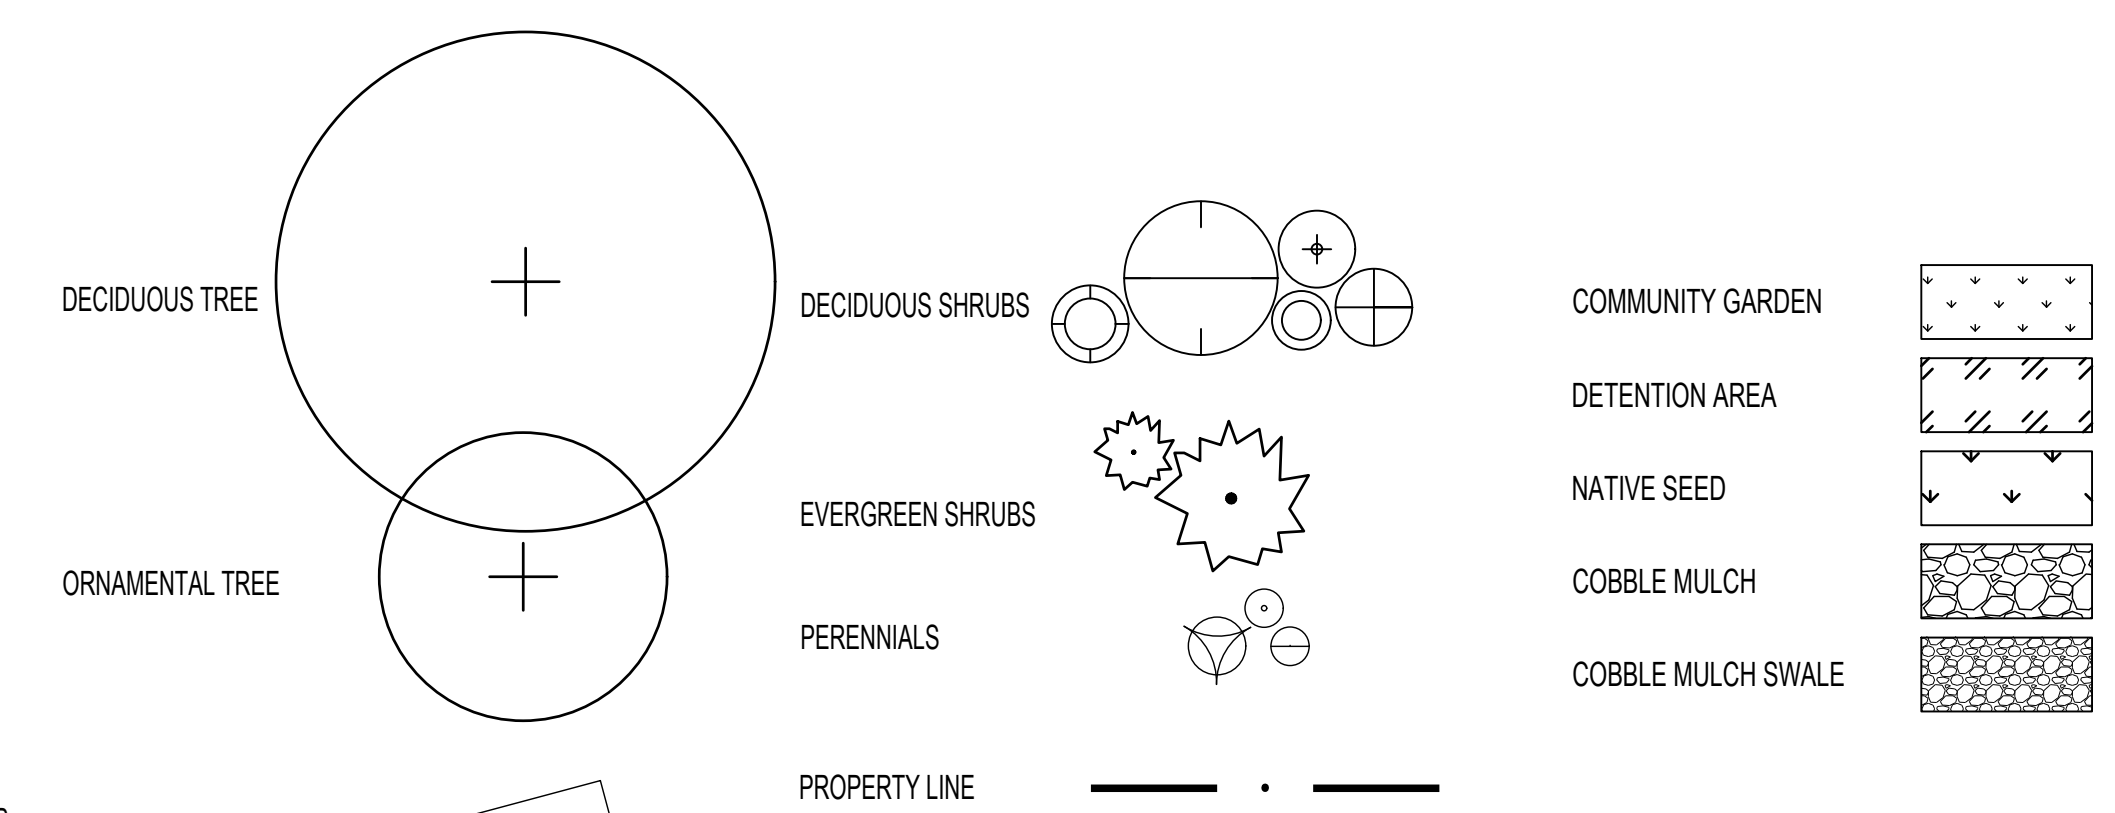 DECIDUOUS TREE
ORNAMENTAL TREE
DECIDUOUS SHRUBS
EVERGREEN SHRUBS
PERENNIALS
PROPERTY LINE
COMMUNITY GARDEN
DETENTION AREA
NATIVE SEED
COBBLE MULCH
COBBLE MULCH SWALE